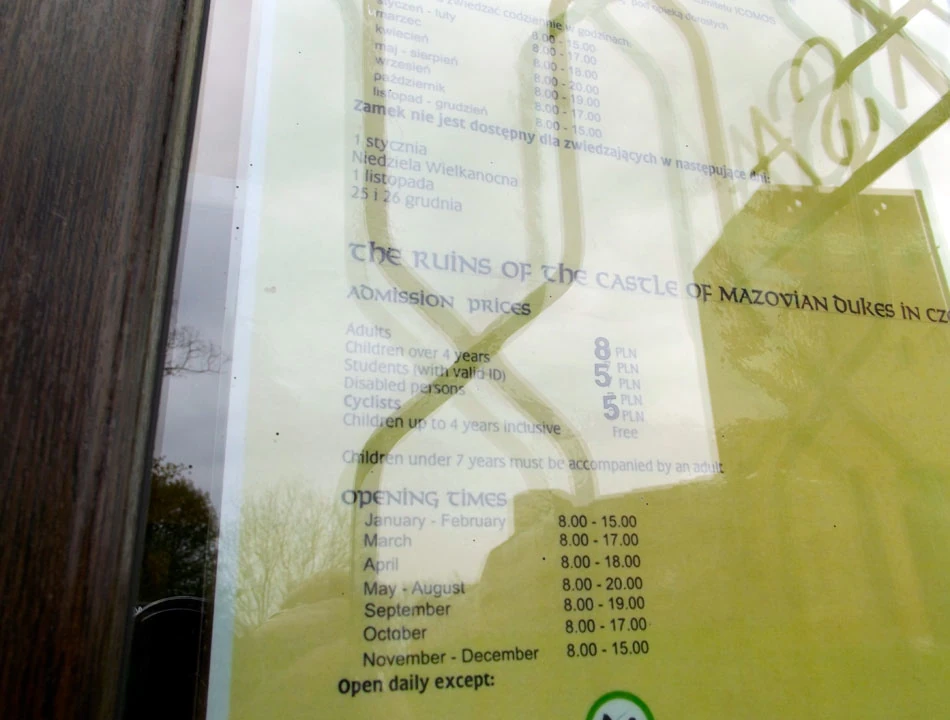 zwiedzać codziennie w godzinach:
pod opieką dorosłych.
ICOMOS
styczeń - luty 8.00 - 15.00
marzec 8.00 - 17.00
kwiecień 8.00 - 18.00
maj - sierpień 8.00 - 20.00
wrzesień 8.00 - 19.00
październik 8.00 - 17.00
listopad - grudzień 8.00 - 15.00
Zamek nie jest dostępny dla zwiedzających w następujące dni:
1 stycznia
Niedziela Wielkanocna
1 listopada
25 i 26 grudnia
THE RUINS OF THE CASTLE OF MAZOVIAN DUKES IN
ADMISSION PRICES
Adults 8 PLN
Children over 4 years 5 PLN
Students (with valid ID) PLN
Disabled persons 5 PLN
Cyclists PLN
Children up to 4 years inclusive Free
Children under 7 years must be accompanied by an adult
OPENING TIMES
January - February 8.00 - 15.00
March 8.00 - 17.00
April 8.00 - 18.00
May - August 8.00 - 20.00
September 8.00 - 19.00
October 8.00 - 17.00
November - December 8.00 - 15.00
Open daily except: